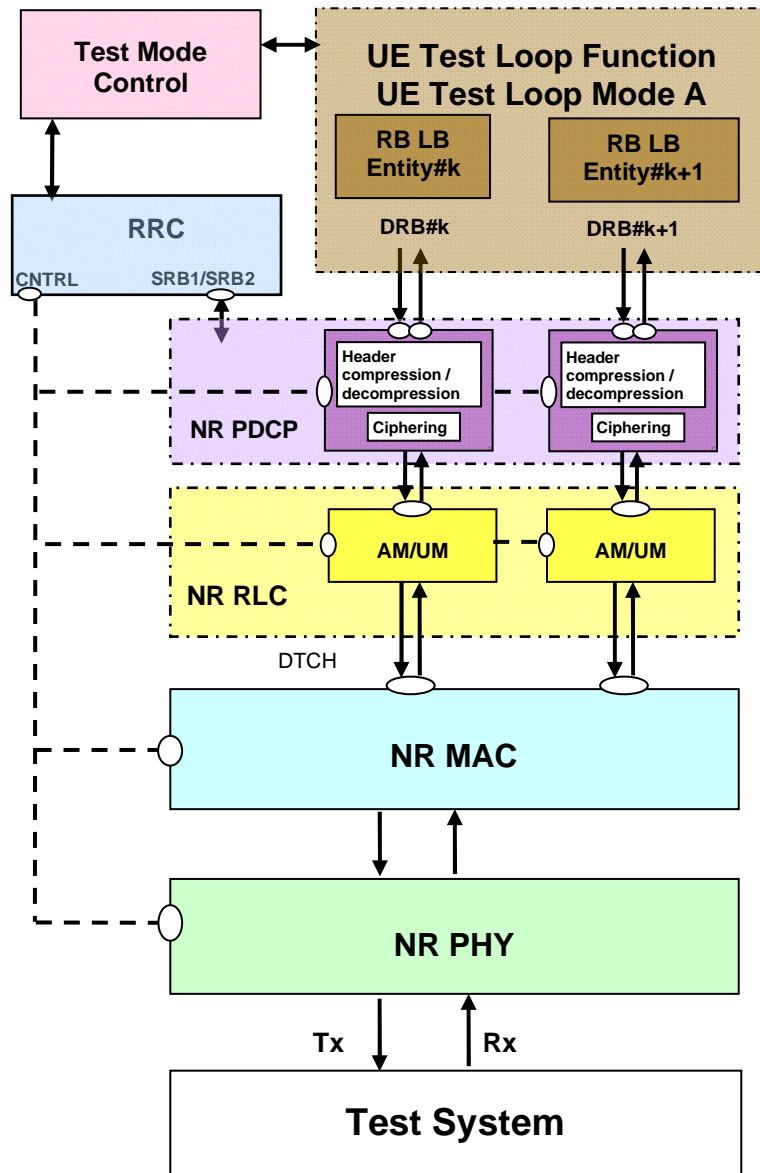 Test Mode
Control
UE Test Loop Function
UE Test Loop Mode A
RB LB
Entity#k
RB LB
Entity#k+1
DRB#k
DRB#k+1
RRC
CNTRL
SRB1/SRB2
Header
compression /
decompression
Ciphering
Header
compression /
decompression
Ciphering
NR PDCP
AM/UM
AM/UM
NR RLC
DTCH
NR MAC
NR PHY
Tx
Rx
Test System